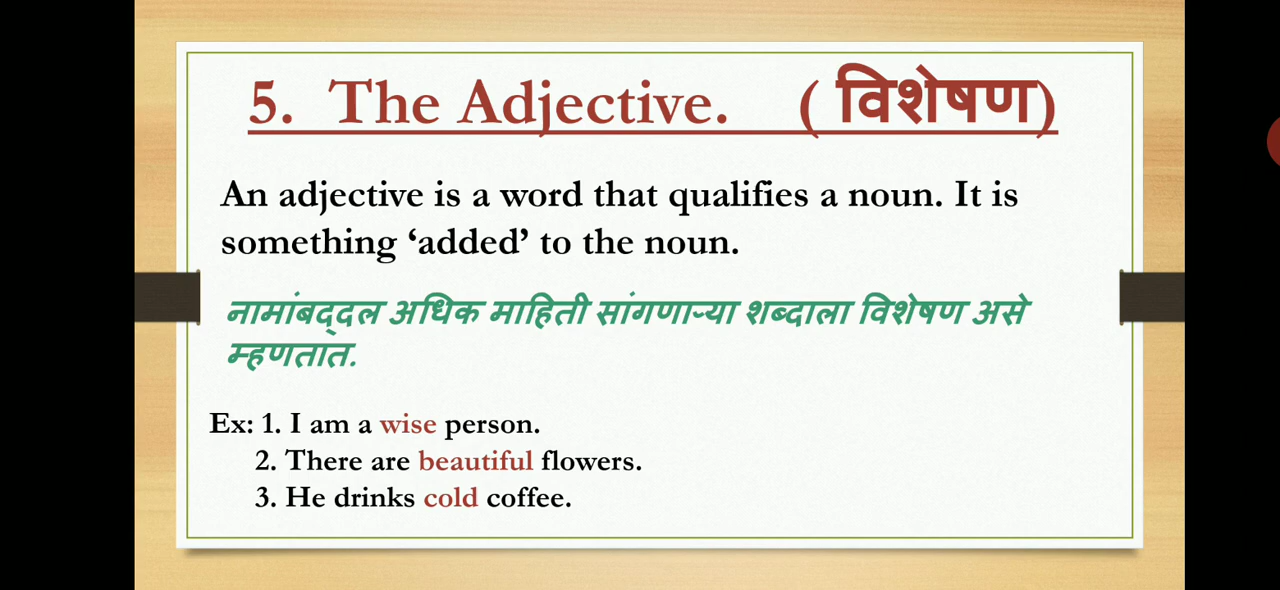 5. The Adjective. ( विशेषण)
An adjective is a word that qualifies a noun. It is
something ‘added’ to the noun.
नामांबद्दल अधिक माहिती सांगणाऱ्या शब्दाला विशेषण असे
म्हणतात.
Ex: 1. I am a wise person.
2. There are beautiful flowers.
3. He drinks cold coffee.